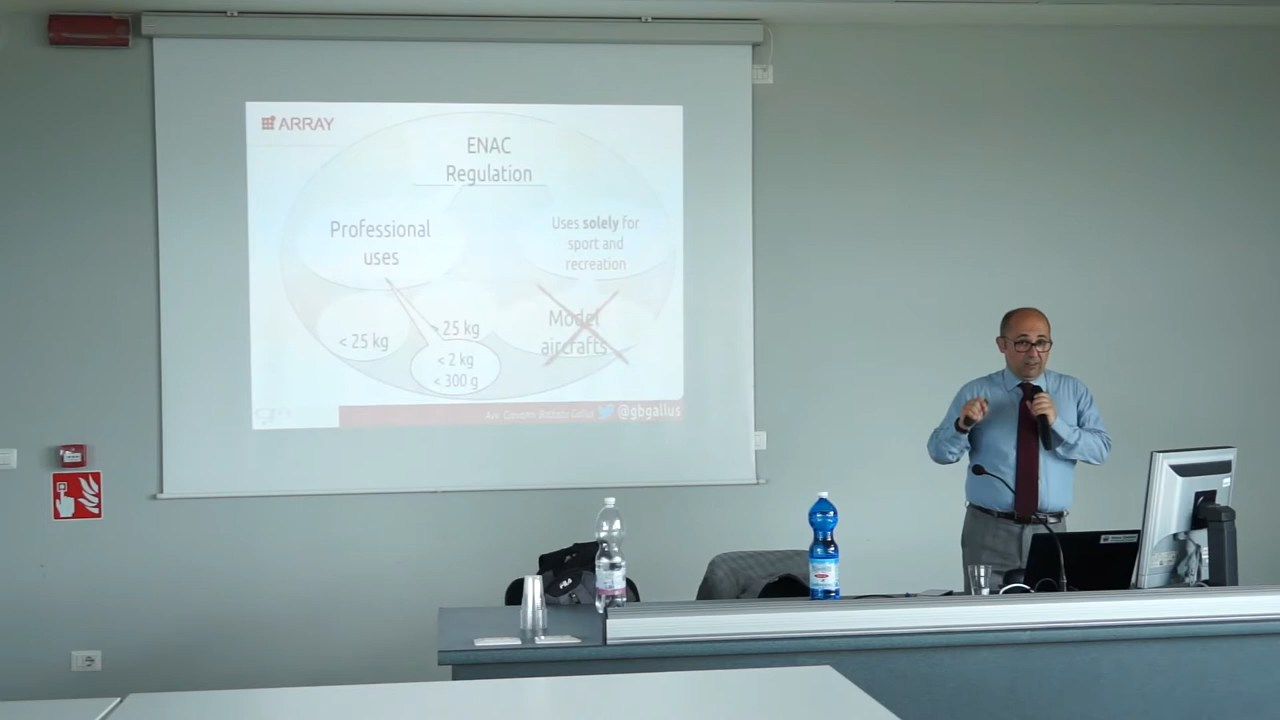 ARRAY
ENAC
Regulation
Professional
uses
Uses solely for
sport and
recreation
< 25 kg
> 25 kg
< 2 kg
< 300 g
Model
aircrafts
Avv. Giovanni Battista Gallus @gbgallus
FILA